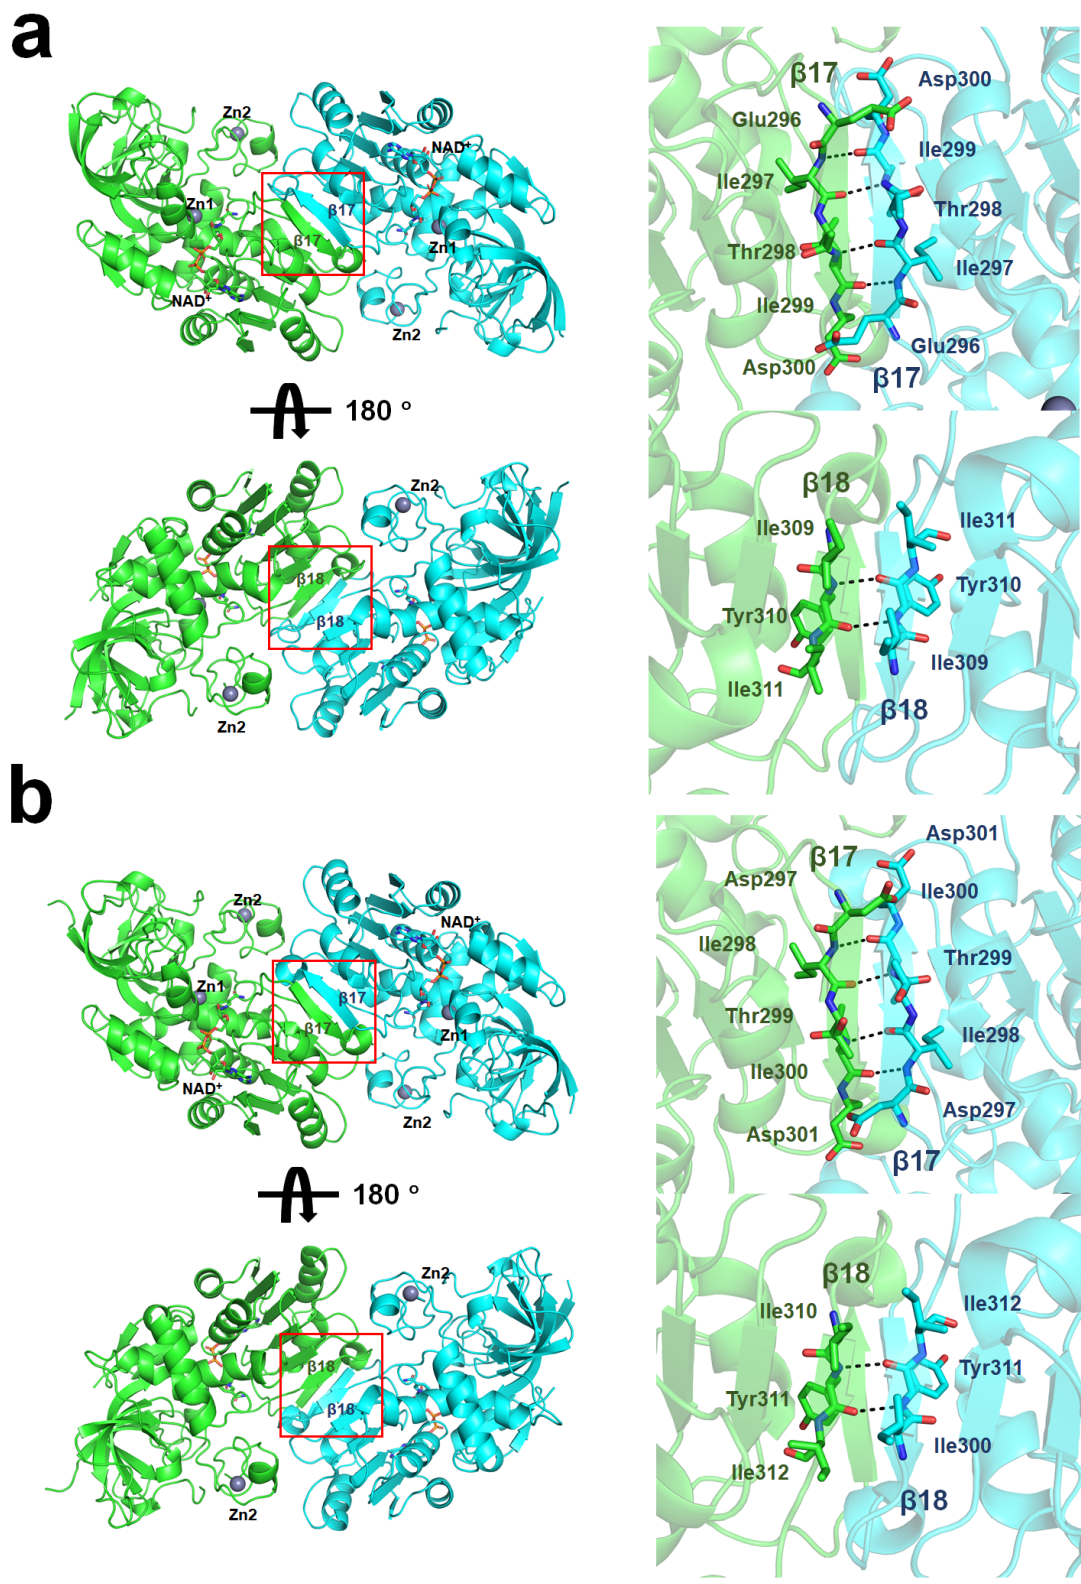 a
Zn2
NAD+
Zn1
β17
β17
Zn1
NAD+
Zn2
180 °
Zn2
β18
β18
Zn2
β17
Asp300
Glu296
Ile299
Ile297
Thr298
Thr298
Ile297
Ile299
Glu296
Asp300
β17
β18
Ile309
Ile311
Tyr310
Tyr310
Ile309
Ile311
β18
b
Zn2
NAD+
Zn1
β17
β17
Zn1
NAD+
Zn2
180 °
Zn2
β18
β18
Zn2
Asp301
β17
Asp297
Ile300
Ile298
Thr299
Thr299
Ile298
Ile300
Asp297
Asp301
β17
β18
Ile310
Ile312
Tyr311
Tyr311
Ile300
Ile312
β18